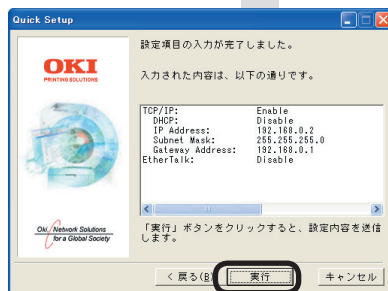 Quick Setup
OKI
PRINTING SOLUTIONS
設定項目の入力が完了しました。
入力された内容は、以下の通りです。
TCP/IP: Enable
DHCP: Disable
IP Address: 192.168.0.2
Subnet Mask: 255.255.255.0
Gateway Address: 192.168.0.1
EtherTalk: Disable
Oki, Network Solutions
for a Global Society
「実行」ボタンをクリックすると、設定内容を送信
します。
< 戻る(B)
実行
キャンセル